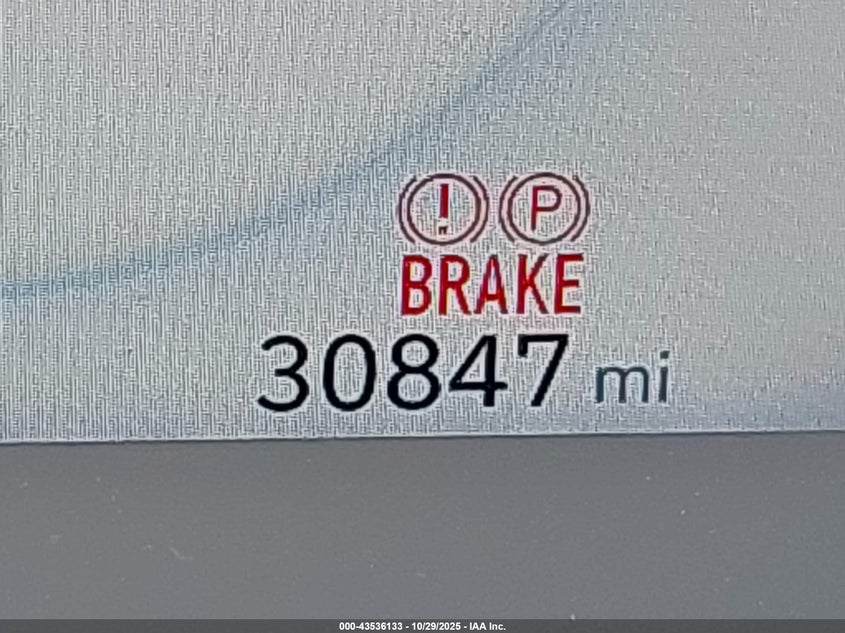 ! P
BRAKE
30847 mi
000-43536133 - 10/29/2025 - IAA Inc.